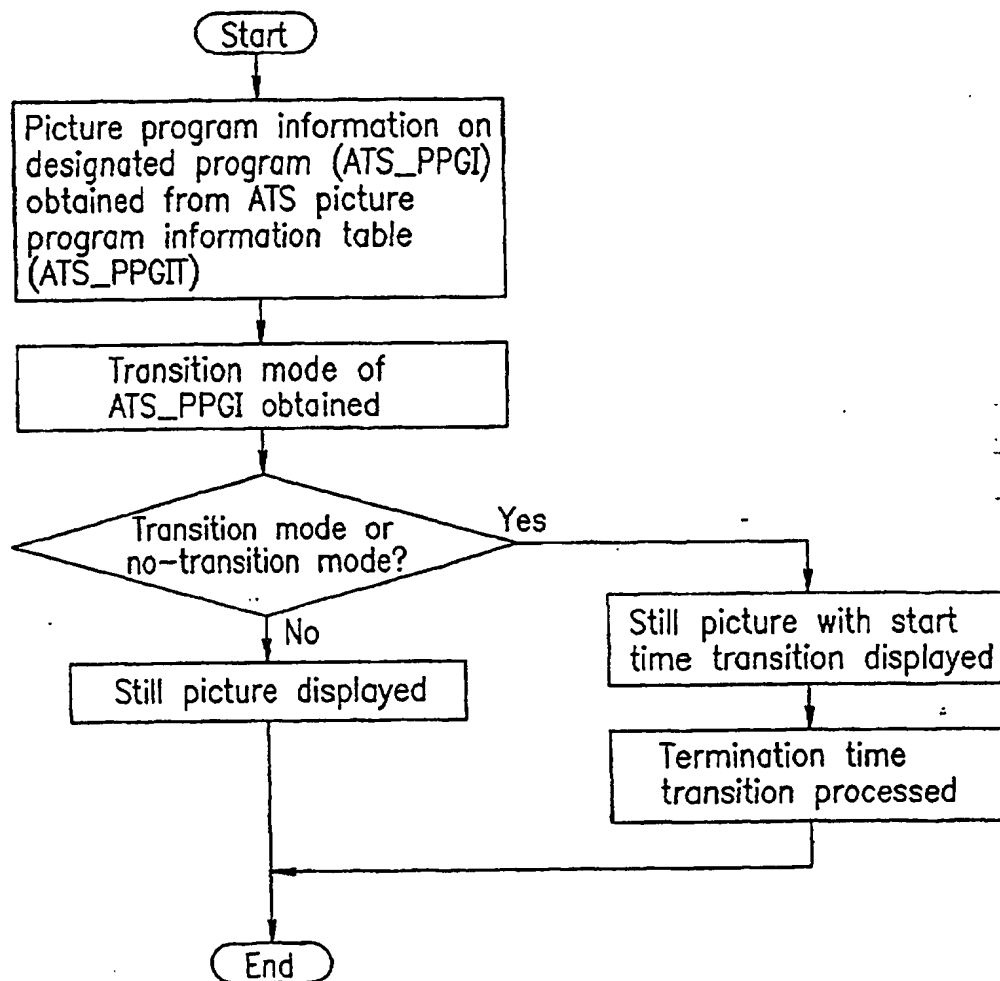 Start
Picture program information on
designated program (ATS_PPGI)
obtained from ATS picture
program information table
(ATS_PPGIT)
Transition mode of
ATS_PPGI obtained
Transition mode or
no-transition mode?
Yes
No
Still picture displayed
Still picture with start
time transition displayed
Termination time
transition processed
End